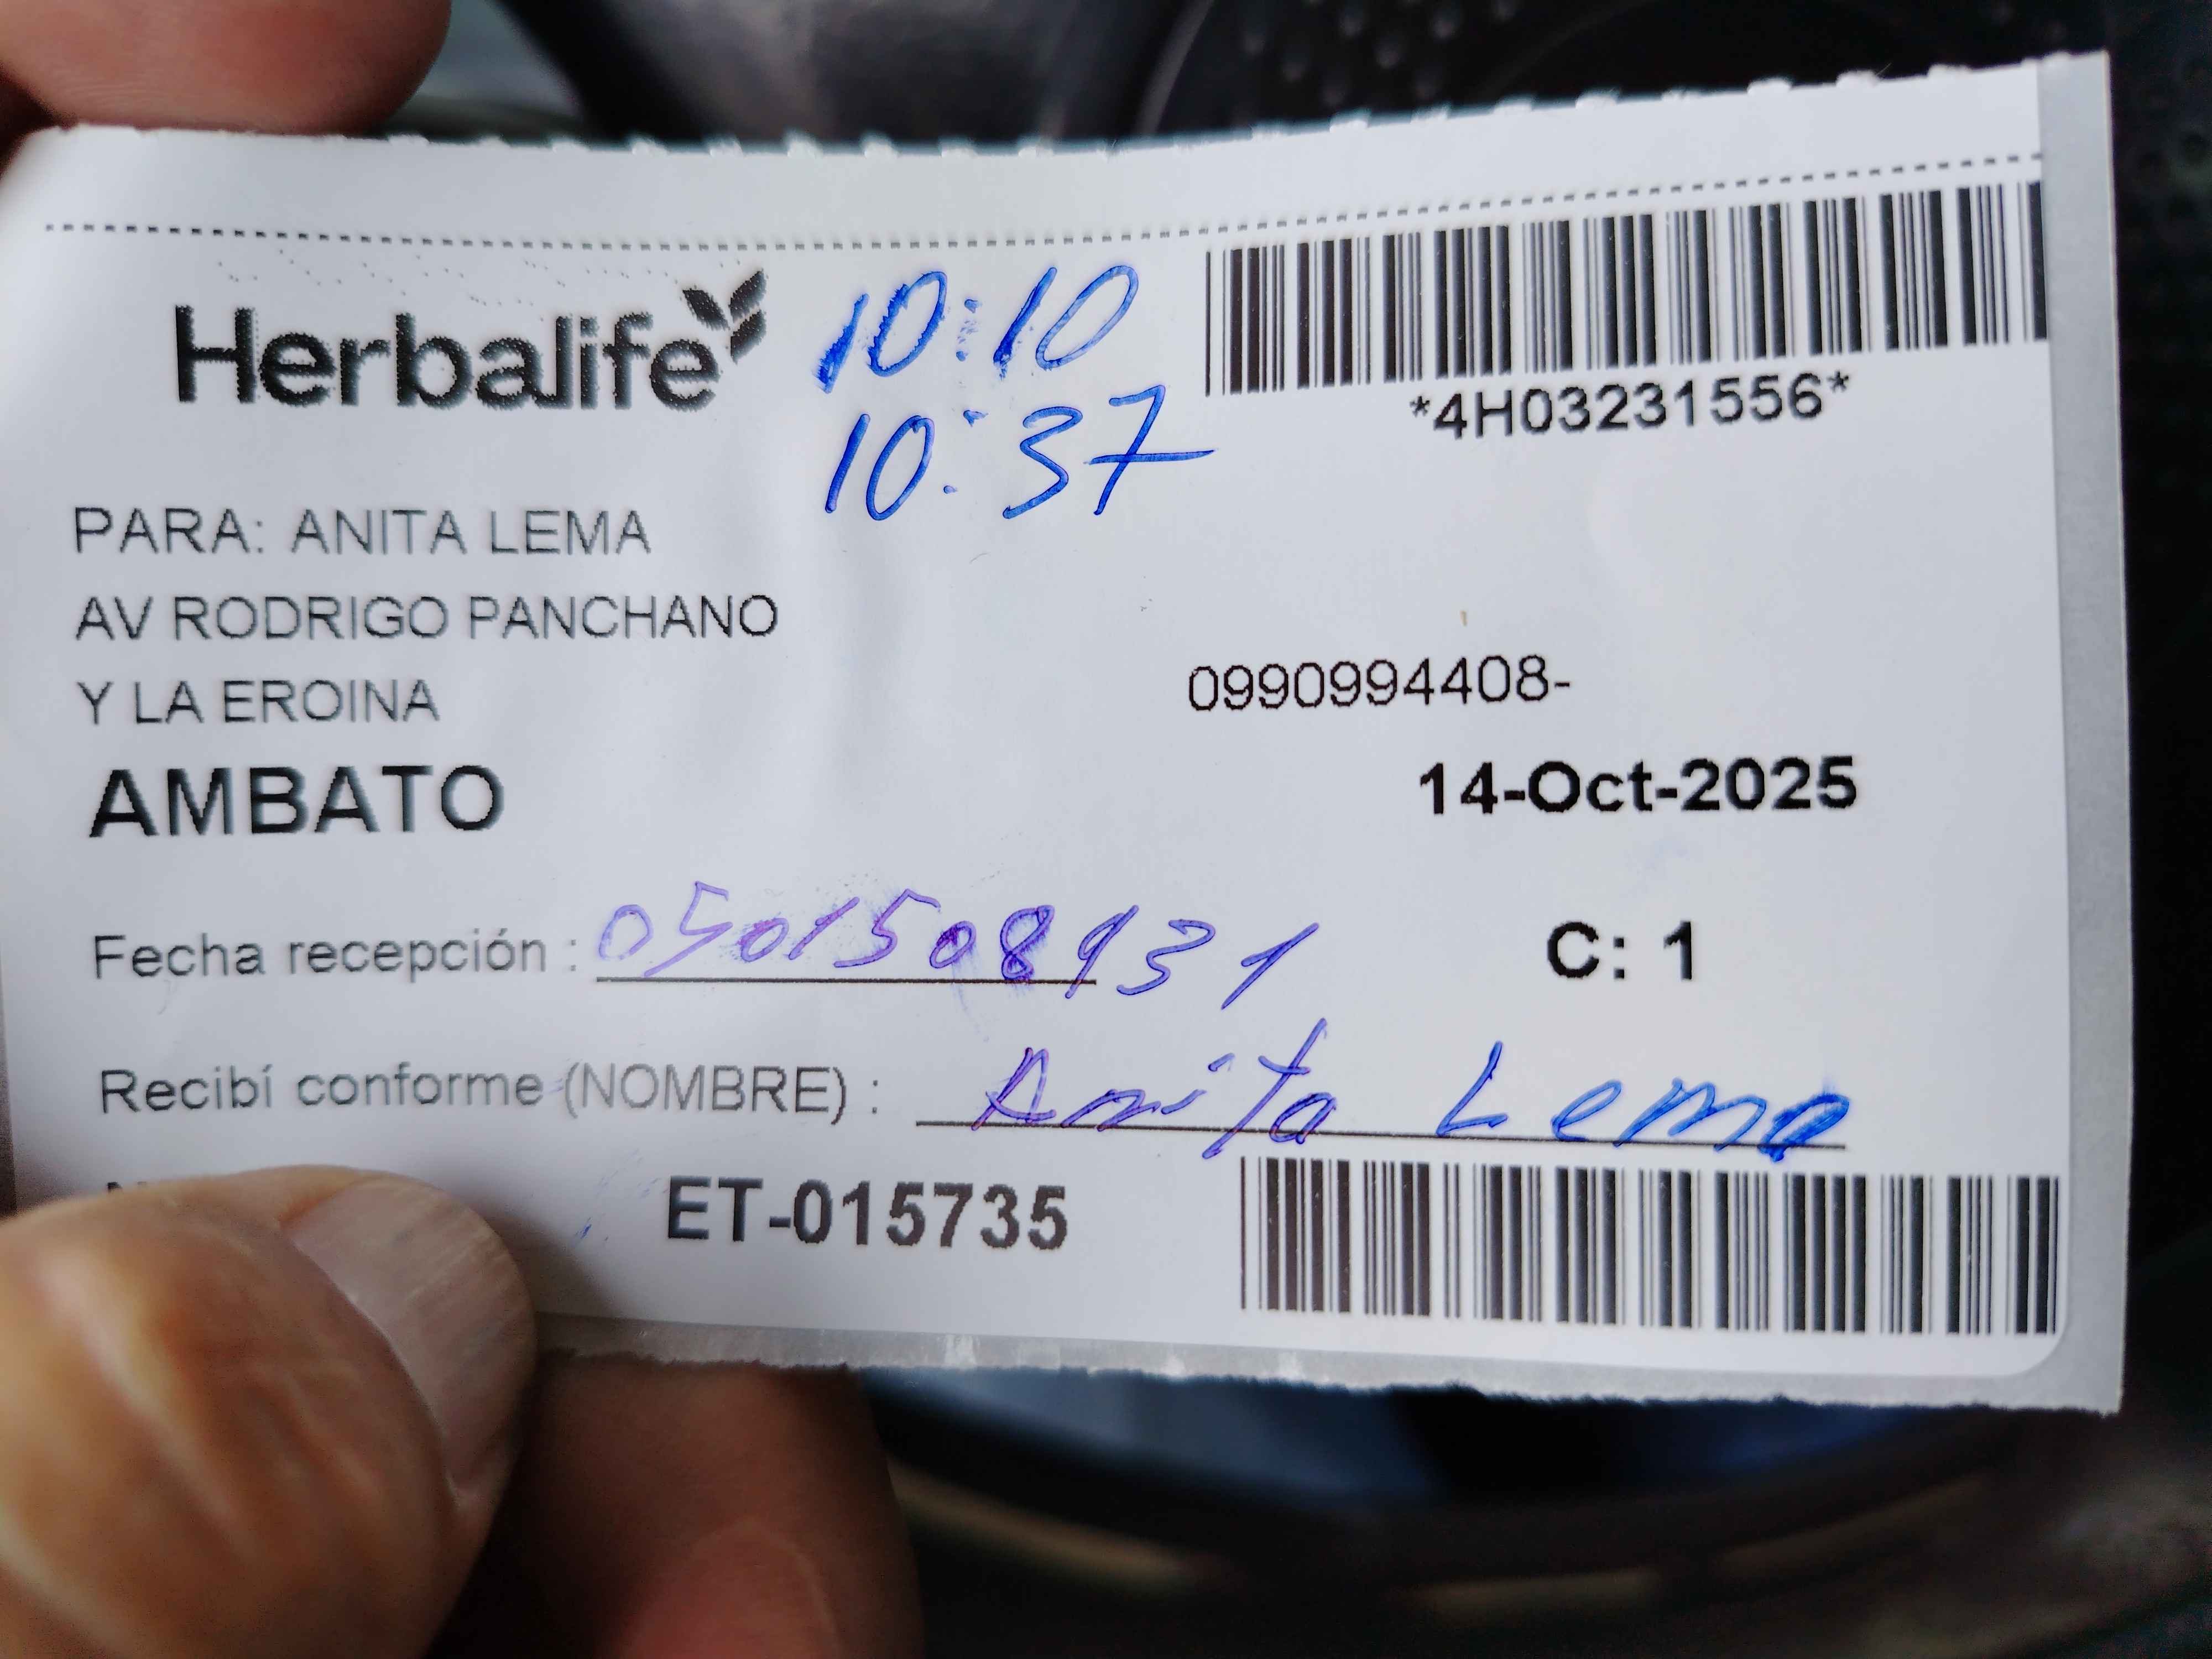 Herbalife
10:10
10:37
*4H03231556*
PARA: ANITA LEMA
AV RODRIGO PANCHANO
Y LA EROINA
0990994408-
AMBATO
14-Oct-2025
Fecha recepción : 0501508931
C: 1
Recibí conforme (NOMBRE) : Anita Lema
ET-015735